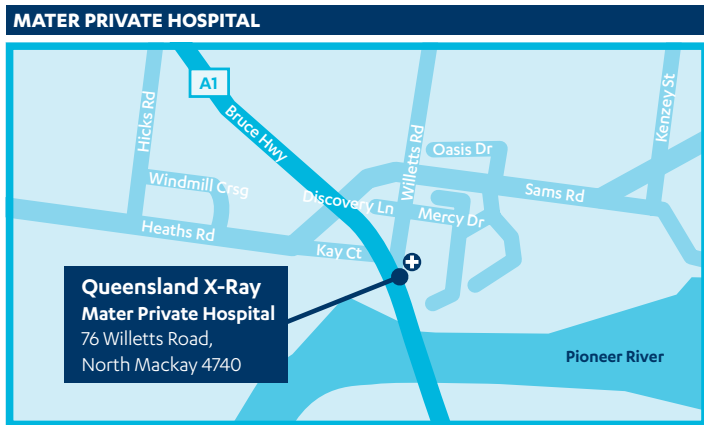 MATER PRIVATE HOSPITAL
A1
Bruce Hwy
Hicks Rd
Willetts Rd
Kenzey St
Oasis Dr
Windmill Crsg
Discovery Ln
Sams Rd
Mercy Dr
Heaths Rd
Kay Ct
Queensland X-Ray
Mater Private Hospital
76 Willetts Road,
North Mackay 4740
Pioneer River